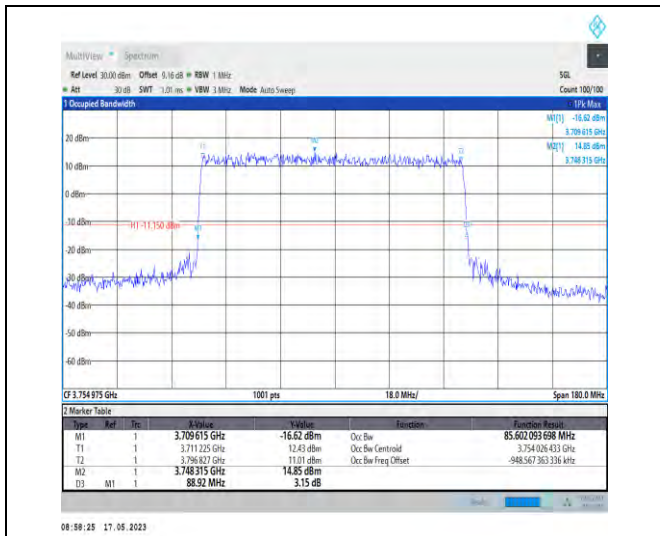 MultiView Spectrum
Ref Level 30.00 dBm Offset 9.16 dB RBW 1 MHz SGL
Att 30 dB SWT 1.01 ms VBW 3 MHz Mode Auto Sweep Count 100/100
1 Occupied Bandwidth 1Pk Max
M1[1] -16.62 dBm
3.709 615 GHz
M2[1] 14.85 dBm
3.748 315 GHz
20 dBm
T1 M2 T2
10 dBm
0 dBm
-10 dBm
H1 -11.150 dBm
M1
-20 dBm
-30 dBm
-40 dBm
-50 dBm
-60 dBm
CF 3.754 975 GHz 1001 pts 18.0 MHz/ Span 180.0 MHz
2 Marker Table
Type Ref Trc X-Value Y-Value Function Function Result
M1 1 3.709 615 GHz -16.62 dBm Occ Bw 85.602 093 698 MHz
T1 1 3.711 225 GHz 12.43 dBm Occ Bw Centroid 3.754 026 433 GHz
T2 1 3.796 827 GHz 11.01 dBm Occ Bw Freq Offset -948.567 363 336 kHz
M2 1 3.748 315 GHz 14.85 dBm
D3 M1 1 88.92 MHz 3.15 dB
08:58:25 17.05.2023